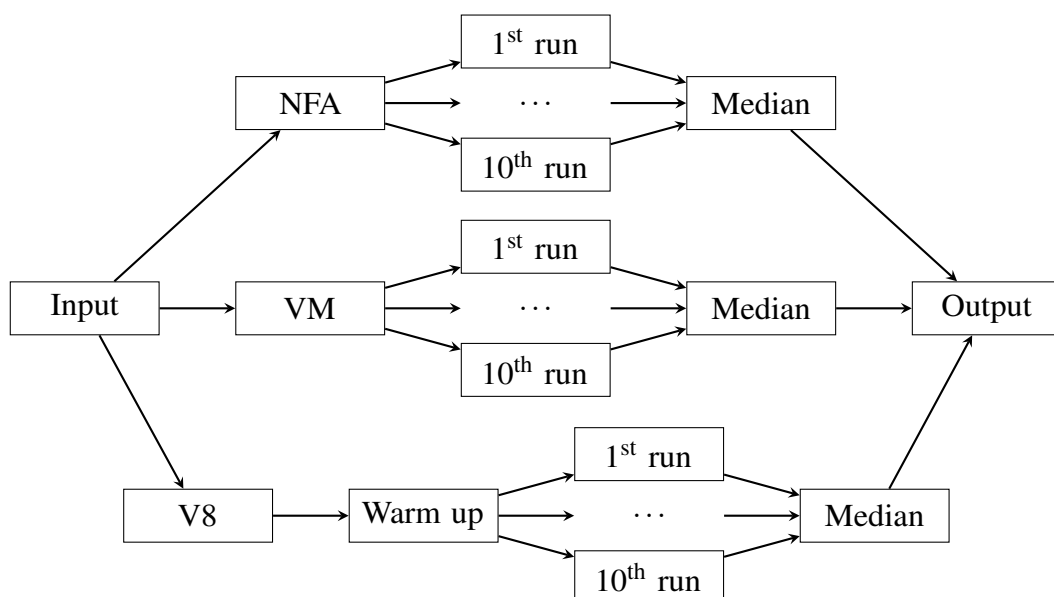 1st run
NFA
· · ·
Median
10th run
1st run
Input
VM
· · ·
Median
Output
10th run
1st run
V8
Warm up
· · ·
Median
10th run